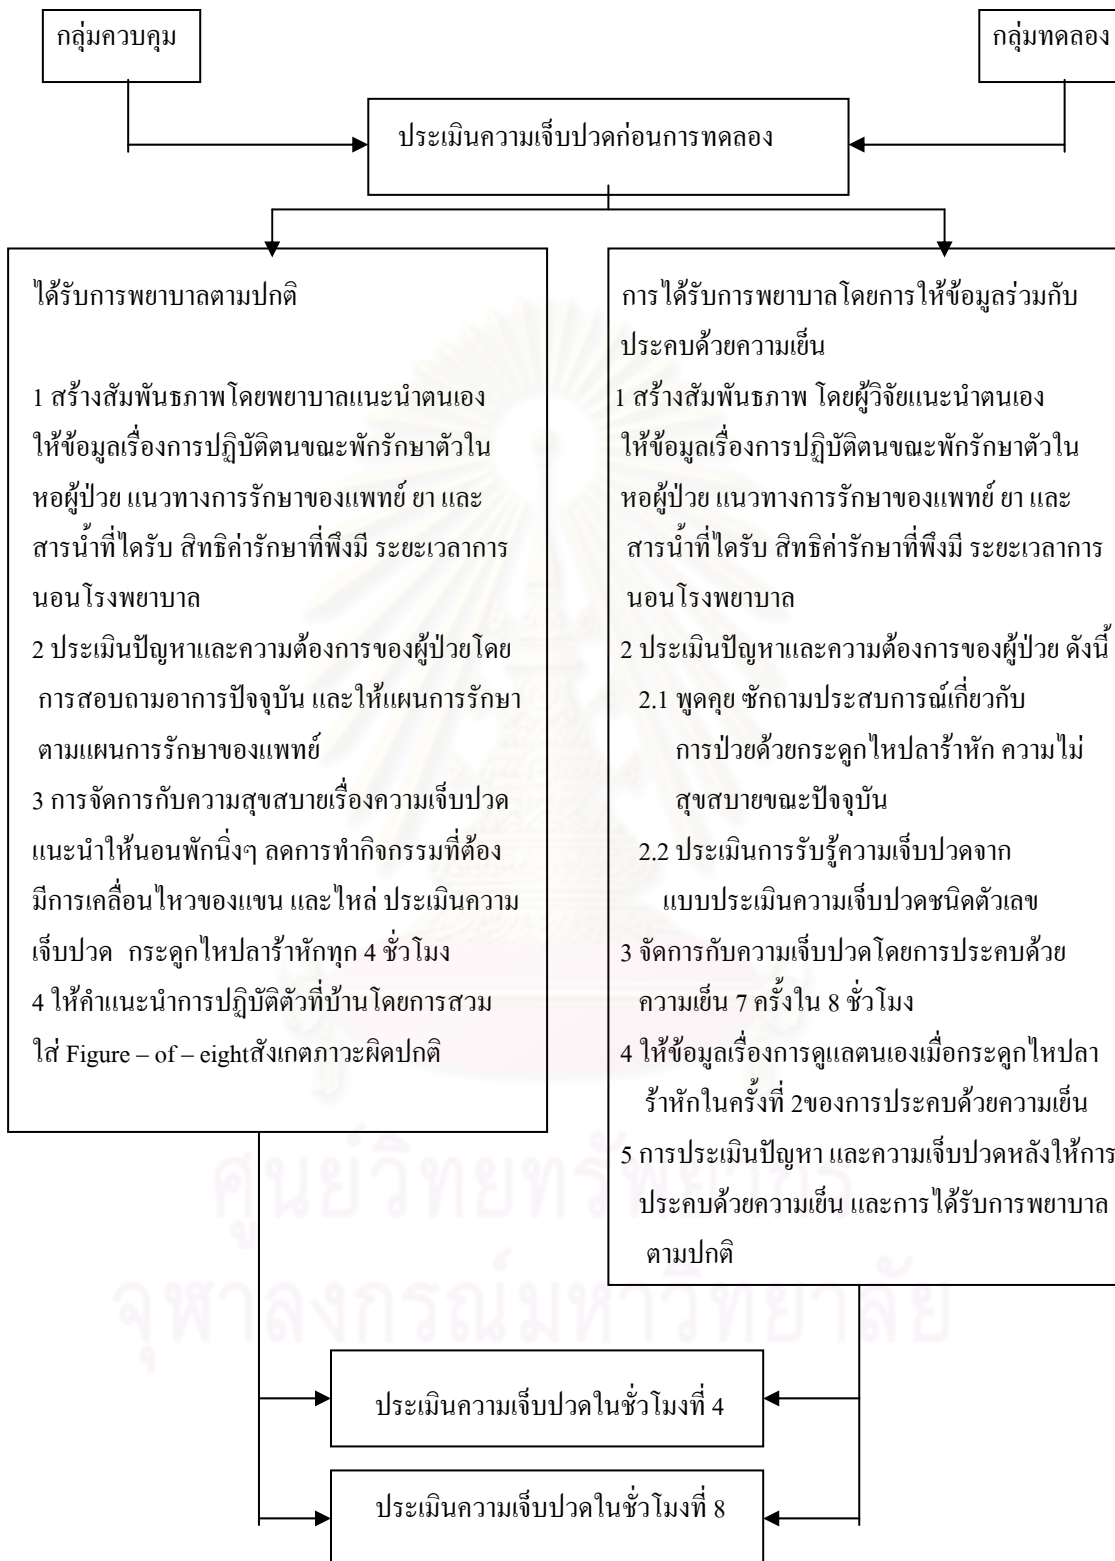 กลุ่มควบคุม
กลุ่มทดลอง
ประเมินความเจ็บปวดก่อนการทดลอง
ได้รับการพยาบาลตามปกติ
1 สร้างสัมพันธภาพโดยพยาบาลแนะนำตนเอง
ให้ข้อมูลเรื่องการปฏิบัติตนขณะพักรักษาตัวใน
หอผู้ป่วย แนวทางการรักษาของแพทย์ ยา และ
สารน้ำที่ไดรับ สิทธิค่ารักษาที่พึงมี ระยะเวลาการ
นอนโรงพยาบาล
2 ประเมินปัญหาและความต้องการของผู้ป่วยโดย
การสอบถามอาการปัจจุบัน และให้แผนการรักษา
ตามแผนการรักษาของแพทย์
3 การจัดการกับความสุขสบายเรื่องความเจ็บปวด
แนะนำให้นอนพักนิ่งๆ ลดการทำกิจกรรมที่ต้อง
มีการเคลื่อนไหวของแขน และไหล่ ประเมินความ
เจ็บปวด กระดูกไหปลาร้าหักทุก 4 ชั่วโมง
4 ให้คำแนะนำการปฏิบัติตัวที่บ้านโดยการสวม
ใส่ Figure – of – eightสังเกตภาวะผิดปกติ
การได้รับการพยาบาลโดยการให้ข้อมูลร่วมกับ
ประคบด้วยความเย็น
1 สร้างสัมพันธภาพ โดยผู้วิจัยแนะนำตนเอง
ให้ข้อมูลเรื่องการปฏิบัติตนขณะพักรักษาตัวใน
หอผู้ป่วย แนวทางการรักษาของแพทย์ ยา และ
สารน้ำที่ไดรับ สิทธิค่ารักษาที่พึงมี ระยะเวลาการ
นอนโรงพยาบาล
2 ประเมินปัญหาและความต้องการของผู้ป่วย ดังนี้
2.1 พูดคุย ซักถามประสบการณ์เกี่ยวกับ
การป่วยด้วยกระดูกไหปลาร้าหัก ความไม่
สุขสบายขณะปัจจุบัน
2.2 ประเมินการรับรู้ความเจ็บปวดจาก
แบบประเมินความเจ็บปวดชนิดตัวเลข
3 จัดการกับความเจ็บปวดโดยการประคบด้วย
ความเย็น 7 ครั้งใน 8 ชั่วโมง
4 ให้ข้อมูลเรื่องการดูแลตนเองเมื่อกระดูกไหปลา
ร้าหักในครั้งที่ 2ของการประคบด้วยความเย็น
5 การประเมินปัญหา และความเจ็บปวดหลังให้การ
ประคบด้วยความเย็น และการได้รับการพยาบาล
ตามปกติ
ศูนย์วิทยทรัพยากร
จุฬาลงกรณ์มหาวิทยาลัย
ประเมินความเจ็บปวดในชั่วโมงที่ 4
ประเมินความเจ็บปวดในชั่วโมงที่ 8